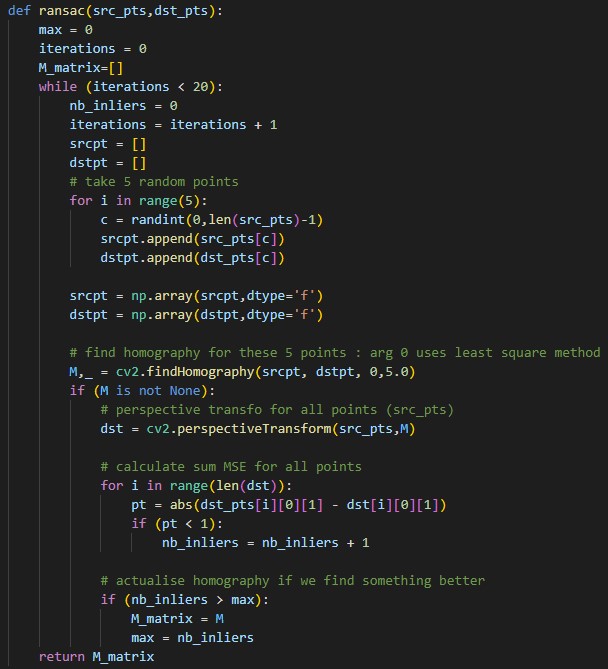 def ransac(src_pts,dst_pts):
    max = 0
    iterations = 0
    M_matrix=[]
    while (iterations < 20):
        nb_inliers = 0
        iterations = iterations + 1
        srcpt = []
        dstpt = []
        # take 5 random points
        for i in range(5):
            c = randint(0,len(src_pts)-1)
            srcpt.append(src_pts[c])
            dstpt.append(dst_pts[c])

        srcpt = np.array(srcpt,dtype='f')
        dstpt = np.array(dstpt,dtype='f')

        # find homography for these 5 points : arg 0 uses least square method
        M,_ = cv2.findHomography(srcpt, dstpt, 0,5.0)
        if (M is not None):
            # perspective transfo for all points (src_pts)
            dst = cv2.perspectiveTransform(src_pts,M)

            # calculate sum MSE for all points
            for i in range(len(dst)):
                pt = abs(dst_pts[i][0][1] - dst[i][0][1])
                if (pt < 1):
                    nb_inliers = nb_inliers + 1

            # actualise homography if we find something better
            if (nb_inliers > max):
                M_matrix = M
                max = nb_inliers
    return M_matrix